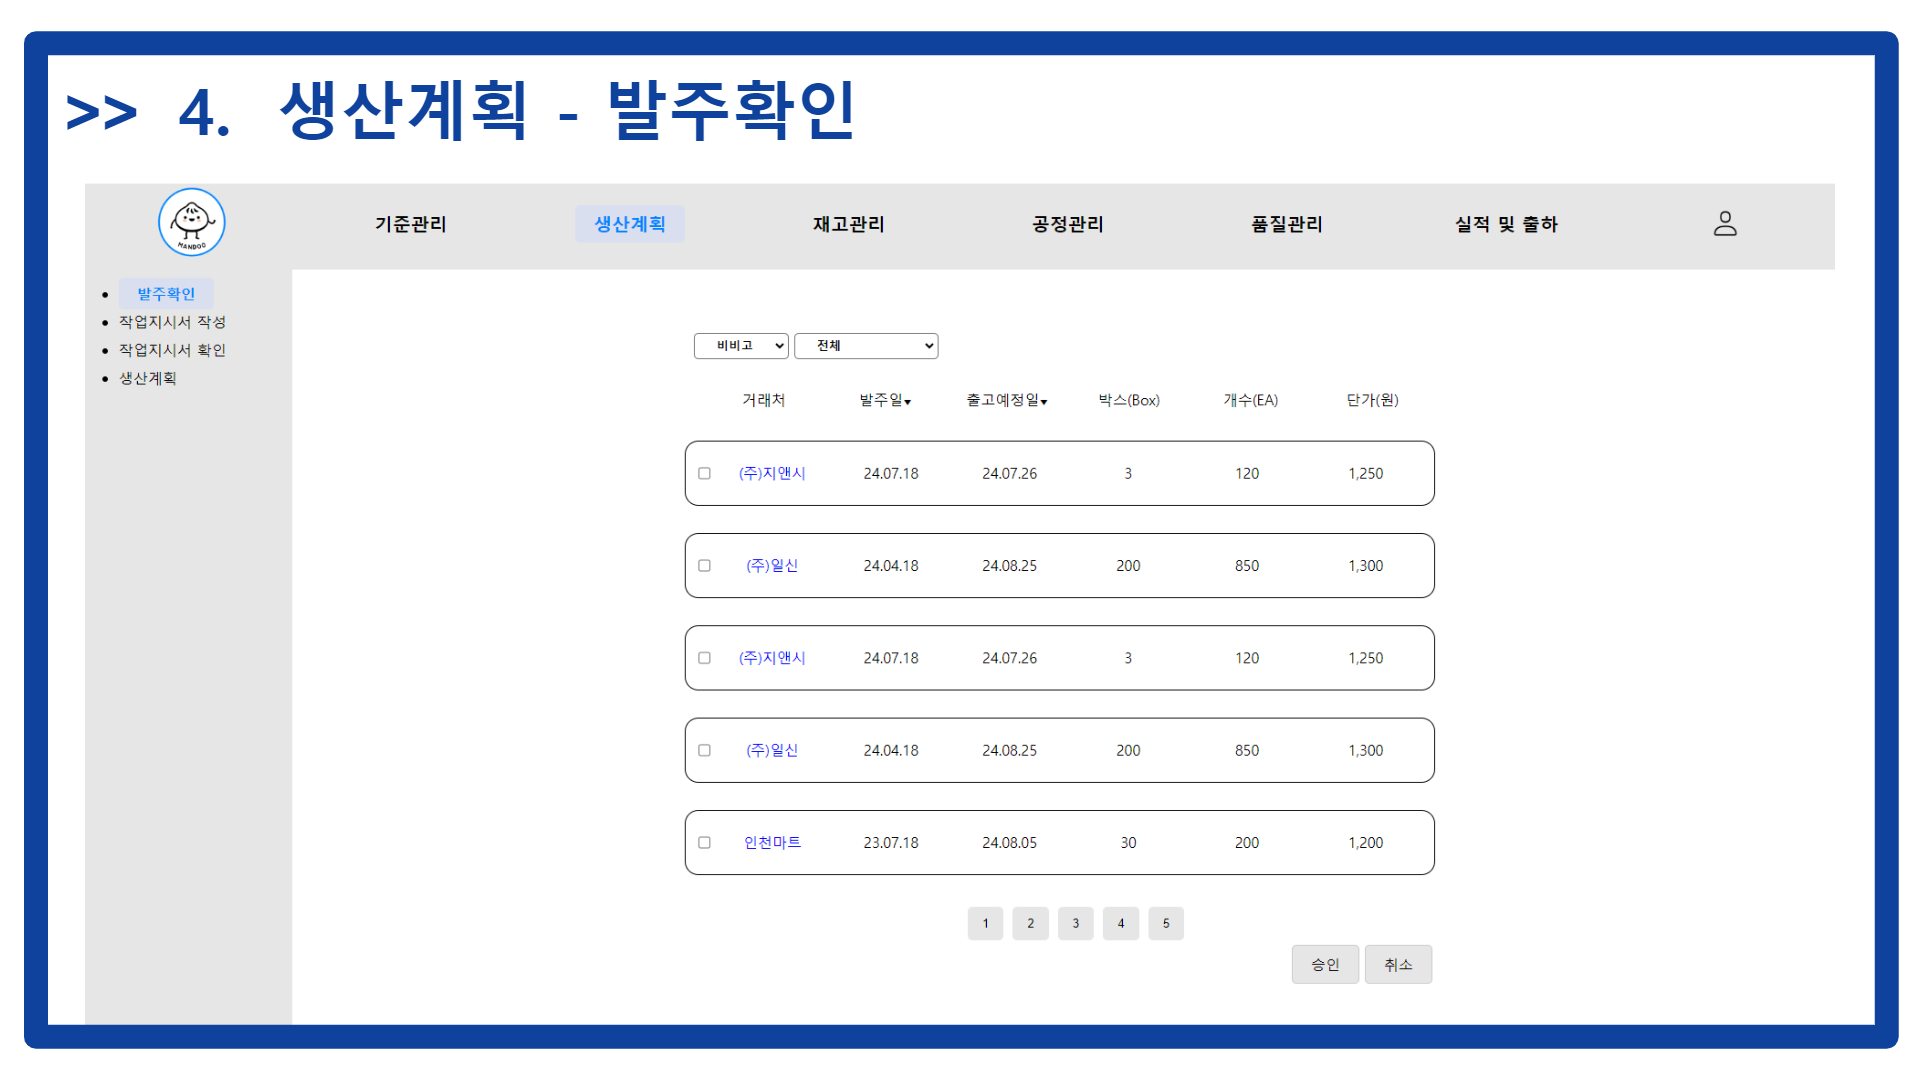 >> 4. 생산계획 - 발주확인
MANDOO
기준관리 생산계획 재고관리 공정관리 품질관리 실적 및 출하
발주확인
작업지시서 작성
작업지시서 확인
생산계획
비비고 전체
거래처 발주일▾ 출고예정일▾ 박스(Box) 개수(EA) 단가(원)
(주)지앤시 24.07.18 24.07.26 3 120 1,250
(주)일신 24.04.18 24.08.25 200 850 1,300
(주)지앤시 24.07.18 24.07.26 3 120 1,250
(주)일신 24.04.18 24.08.25 200 850 1,300
인천마트 23.07.18 24.08.05 30 200 1,200
1 2 3 4 5
승인 취소